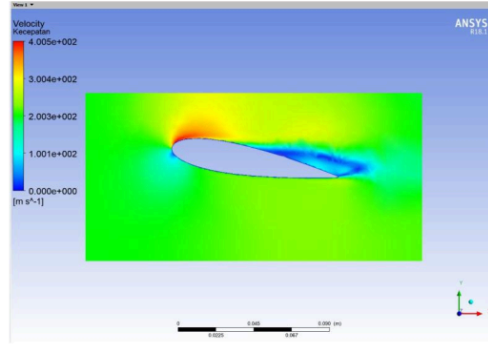 View 1
ANSYS
R18.1
Velocity
Kecepatan
4.005e+002
3.004e+002
2.003e+002
1.001e+002
0.000e+000
[m s^-1]
0 0.045 0.090 (m)
0.0225 0.067